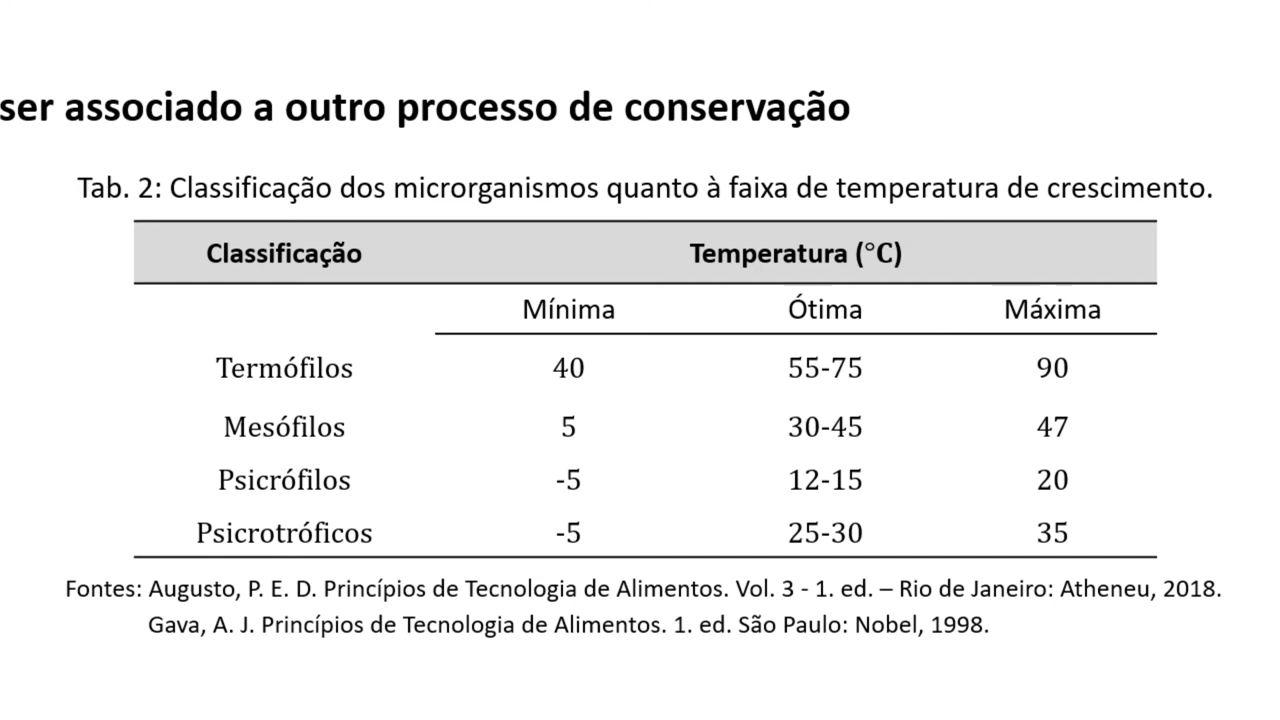 ser associado a outro processo de conservação
Tab. 2: Classificação dos microrganismos quanto à faixa de temperatura de crescimento.
Classificação Temperatura (°C)
Mínima Ótima Máxima
Termófilos 40 55-75 90
Mesófilos 5 30-45 47
Psicrófilos -5 12-15 20
Psicrotróficos -5 25-30 35
Fontes: Augusto, P. E. D. Princípios de Tecnologia de Alimentos. Vol. 3 - 1. ed. – Rio de Janeiro: Atheneu, 2018.
Gava, A. J. Princípios de Tecnologia de Alimentos. 1. ed. São Paulo: Nobel, 1998.